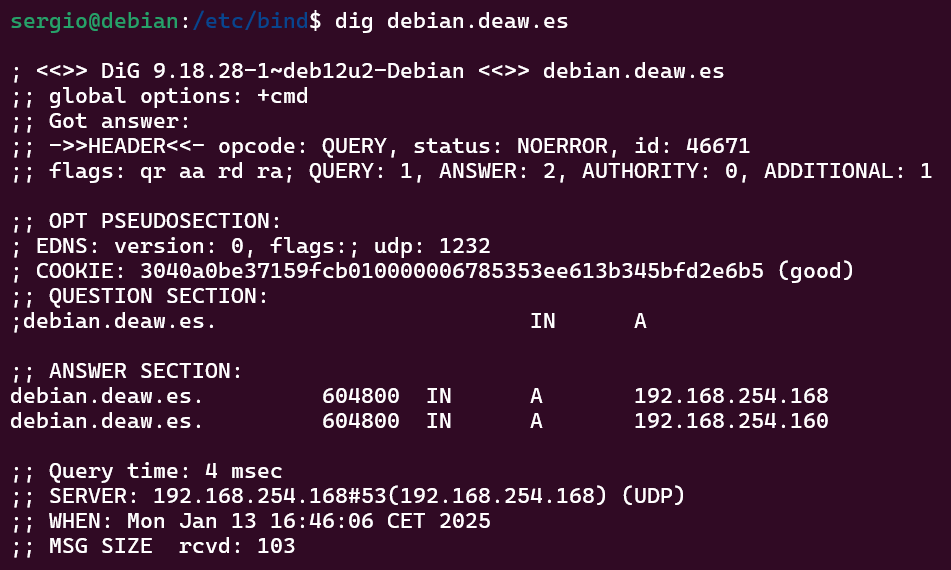 sergio@debian:/etc/bind$ dig debian.deaw.es
; <<>> DiG 9.18.28-1~deb12u2-Debian <<>> debian.deaw.es
;; global options: +cmd
;; Got answer:
;; ->>HEADER<<- opcode: QUERY, status: NOERROR, id: 46671
;; flags: qr aa rd ra; QUERY: 1, ANSWER: 2, AUTHORITY: 0, ADDITIONAL: 1
;; OPT PSEUDOSECTION:
; EDNS: version: 0, flags:; udp: 1232
; COOKIE: 3040a0be37159fcb010000006785353ee613b345bfd2e6b5 (good)
;; QUESTION SECTION:
;debian.deaw.es. IN A
;; ANSWER SECTION:
debian.deaw.es. 604800 IN A 192.168.254.168
debian.deaw.es. 604800 IN A 192.168.254.160
;; Query time: 4 msec
;; SERVER: 192.168.254.168#53(192.168.254.168) (UDP)
;; WHEN: Mon Jan 13 16:46:06 CET 2025
;; MSG SIZE  rcvd: 103